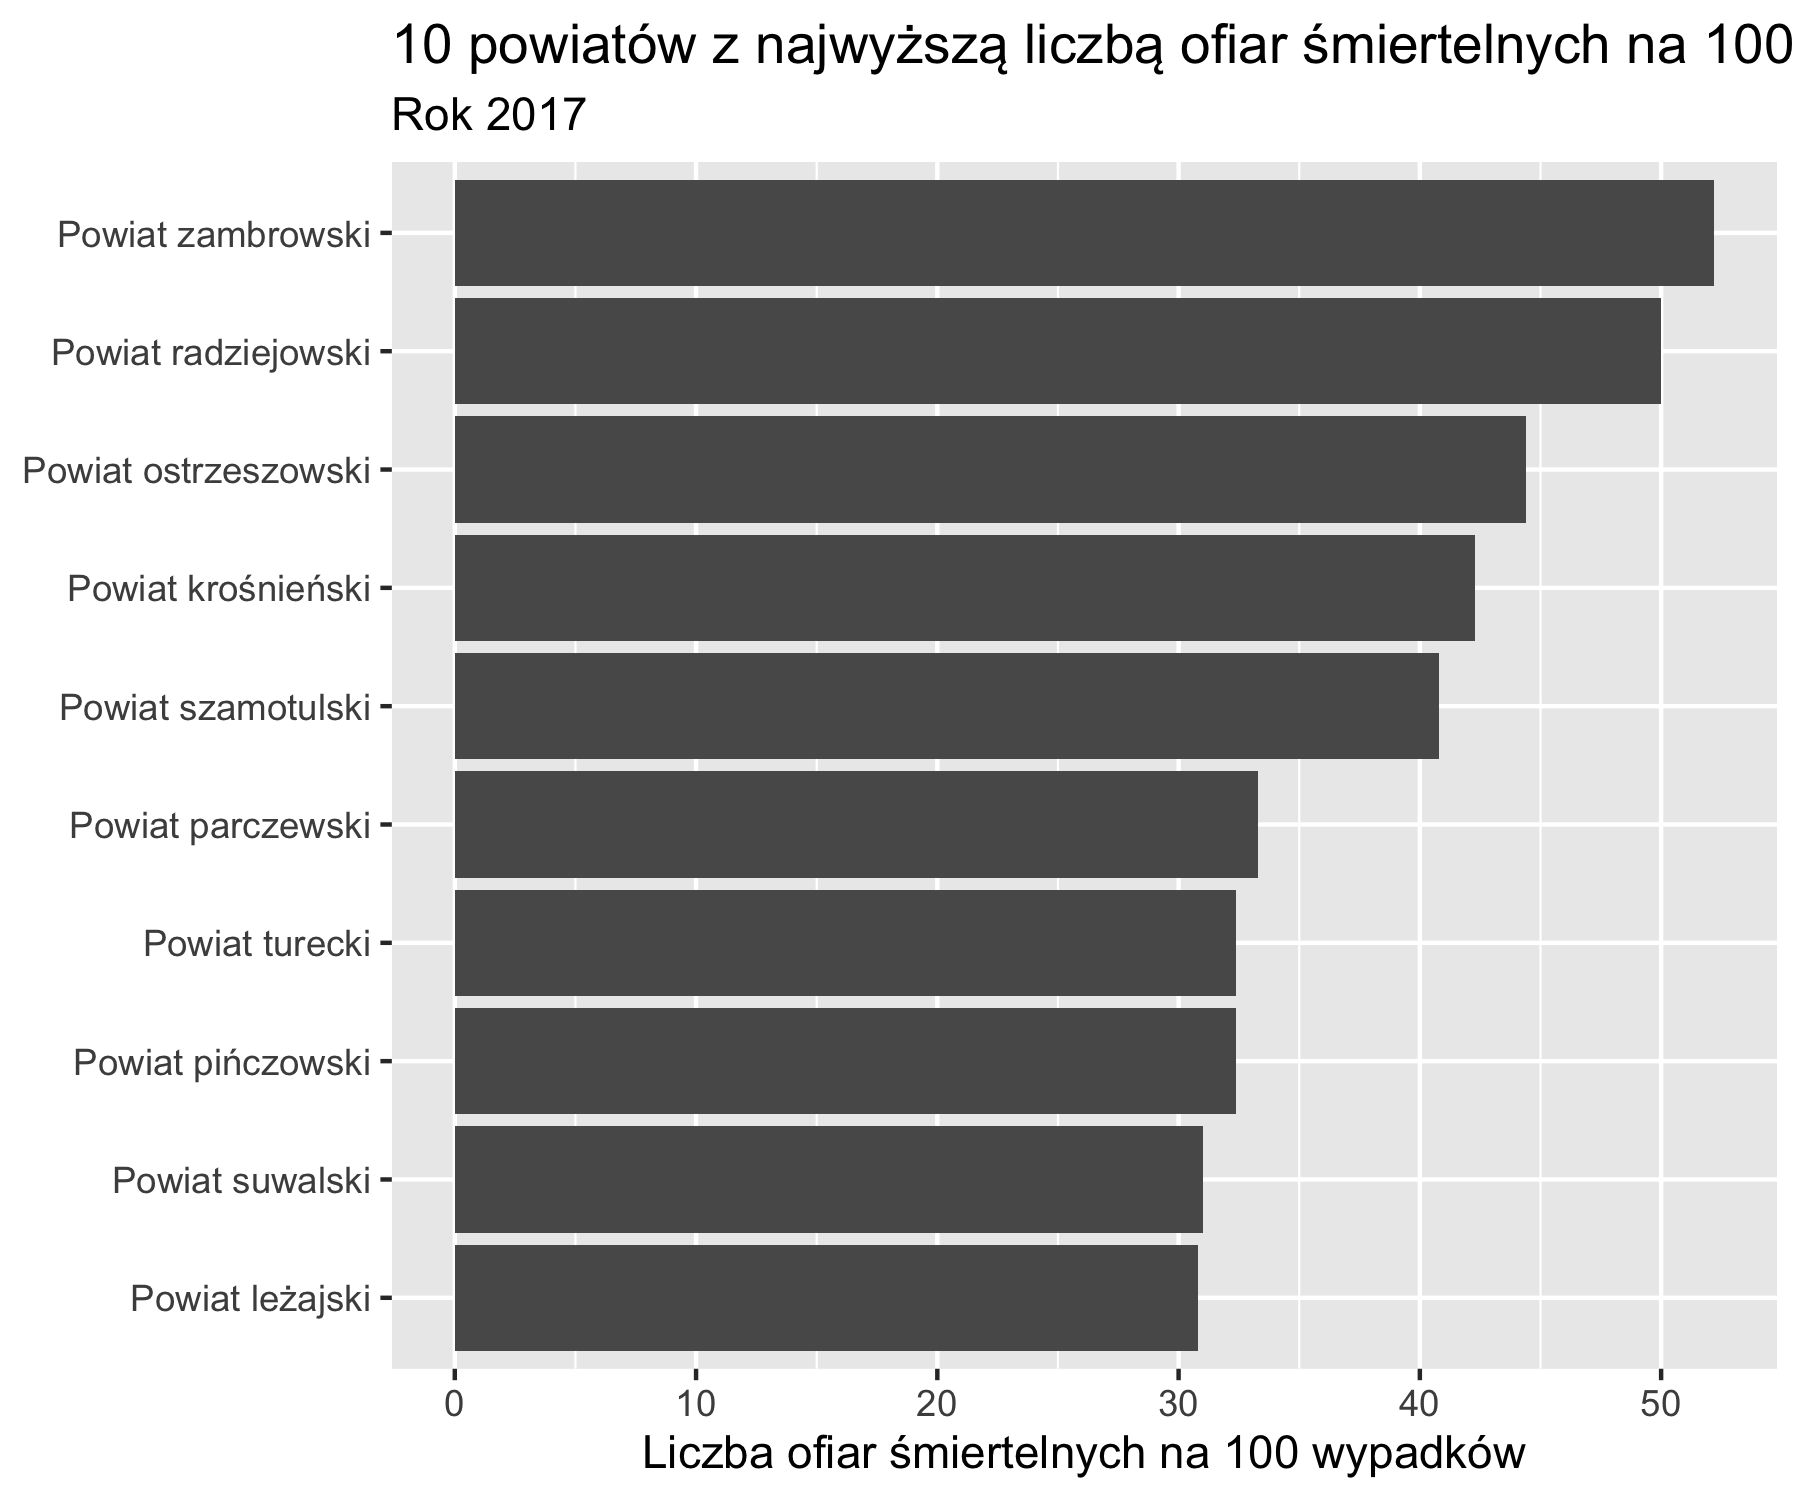 10 powiatów z najwyższą liczbą ofiar śmiertelnych na 100
Rok 2017
Powiat zambrowski
Powiat radziejowski
Powiat ostrzeszowski
Powiat krośnieński
Powiat szamotulski
Powiat parczewski
Powiat turecki
Powiat pińczowski
Powiat suwalski
Powiat leżajski
0 10 20 30 40 50
Liczba ofiar śmiertelnych na 100 wypadków